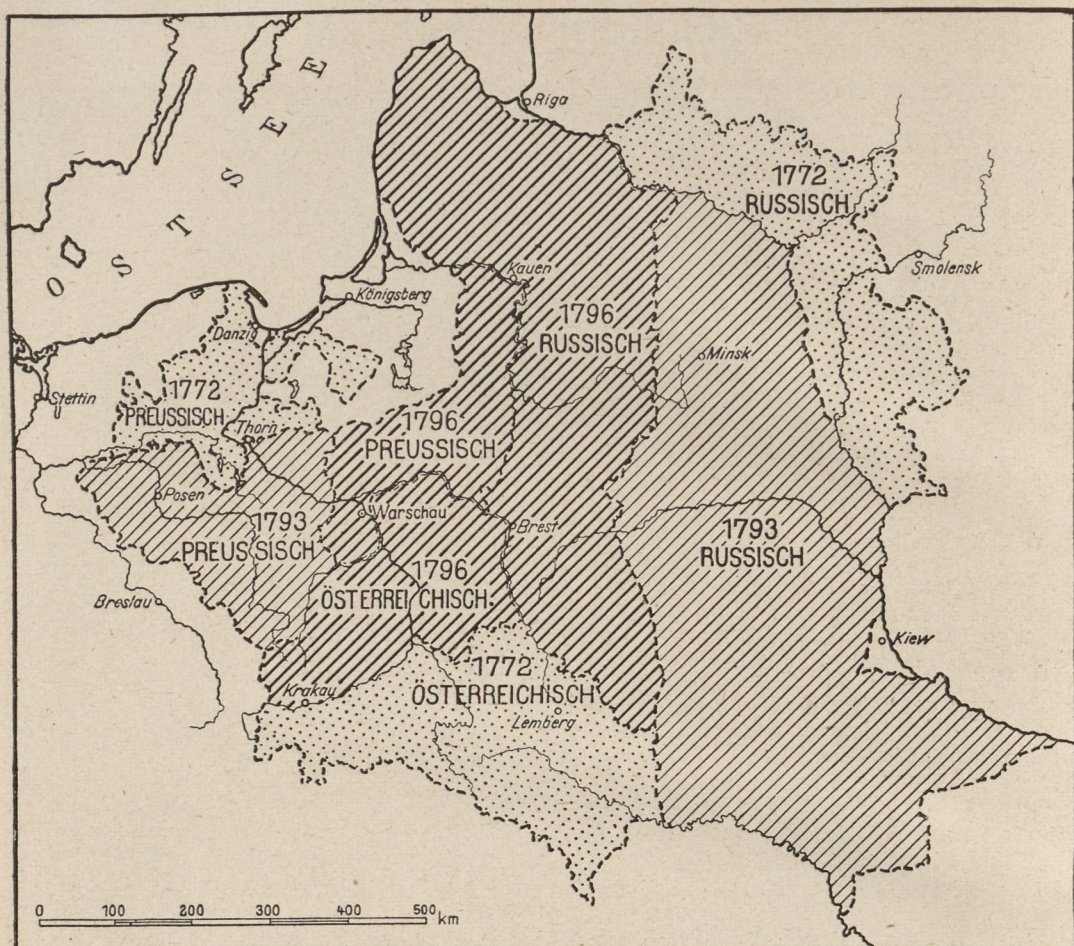 OSTSEE
Riga
1772
RUSSISCH
Smolensk
Kauen
Königsberg
1796
RUSSISCH
Danzig
Minsk
Stettin
1772
PREUSSISCH
Thorn
1796
PREUSSISCH
Posen
Warschau
1793
PREUSSISCH
Brest
1793
RUSSISCH
1796
ÖSTERREICHISCH
Breslau
Kiew
1772
ÖSTERREICHISCH
Krakau
Lemberg
0 100 200 300 400 500 km